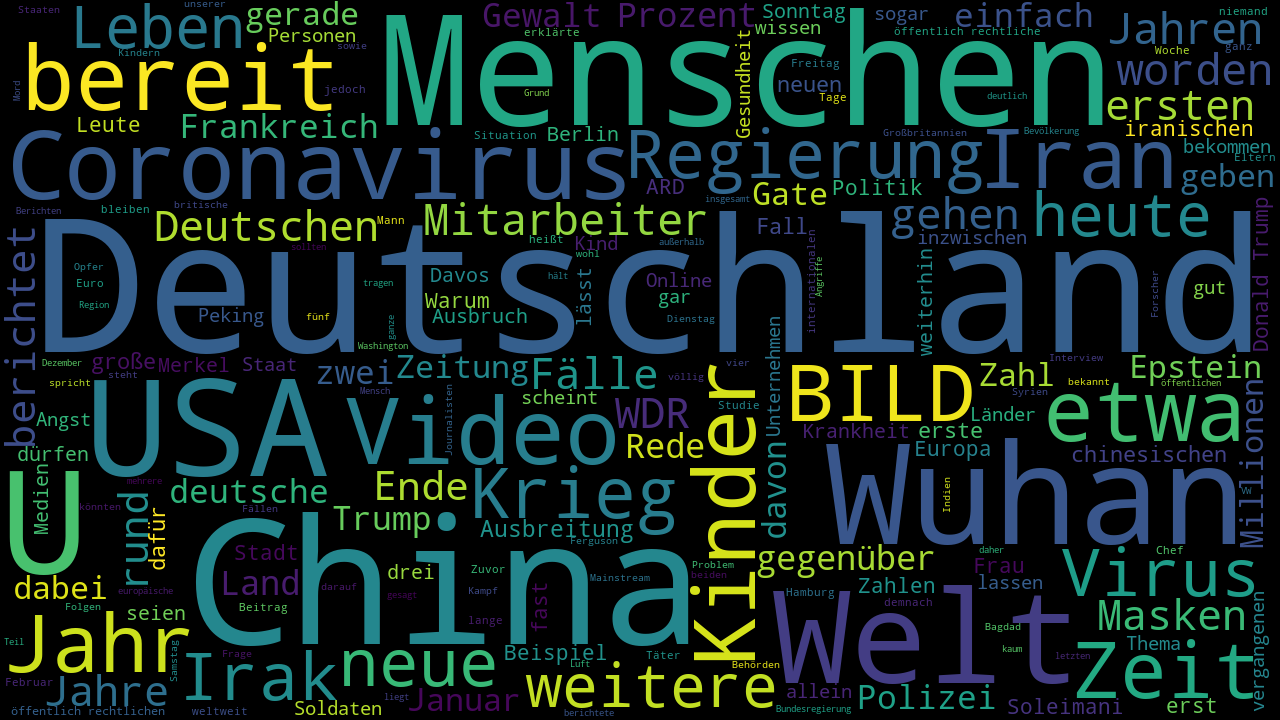 Staaten
unserer
Leben
gerade
Personen
Kindern
sowie
Menschen
Gewalt Prozent
erklärte
Sonntag
wissen
sogar
einfach
öffentlich rechtliche
Jahren
niemand
Woche
ganz
bereit
Mord
jedoch
Grund
Gesundheit
Freitag
neuen
Tage
deutlich
worden
ersten
Leute
Frankreich
Situation
Berlin
Großbritannien
Bevölkerung
iranischen
bekommen
Eltern
Coronavirus
Regierung
Iran
geben
ARD
insgesamt
Gate
Politik
Berichten
bleiben
britische
Deutschen
Mann
Mitarbeiter
Fall
gehen
heute
inzwischen
sollten
heißt
Kind
wohl
außerhalb
internationalen
Angriffe
weiterhin
Donald Trump
berichtet
Deutschland
Opfer
Euro
Region
Peking
tragen
fünf
ganze
Washington
Davos
Warum
Ausbruch
hält
lässt
Online
gar
Dienstag
Forscher
gut
Dezember
große
Merkel
Staat
steht
spricht
zwei
Zeitung
Fälle
scheint
vier
völlig
Studie
Unternehmen
Interview
bekannt
Syrien
Zahl
Epstein
öffentlichen
Angst
dürfen
USA
Mensch
Video
Journalisten
WDR
Rede
Kinder
BILD
Krankheit
erste
Länder
etwa
Millionen
Medien
mehrere
könnten
U
rund
dafür
deutsche
Fällen
Ende
Krieg
Trump
Ausbreitung
Ferguson
davon
Europa
chinesischen
Wuhan
Indien
VW
dabei
europäische
Folgen
seien
Stadt
Land
Beitrag
China
darauf
drei
gesagt
Zuvor
Kampf
lange
fast
Mainstream
Problem
beiden
gegenüber
daher
Frau
Chef
Zahlen
lassen
Virus
Hamburg
demnach
Masken
Bagdad
kaum
Thema
vergangenen
Teil
Jahr
Februar
Jahre
Samstag
Frage
Irak
neue
liegt
Beispiel
Luft
Täter
weitere
berichtete
Behörden
Welt
letzten
Zeit
öffentlich rechtlichen
weltweit
Soldaten
Januar
allein
Bundesregierung
Polizei
Soleimani
erst